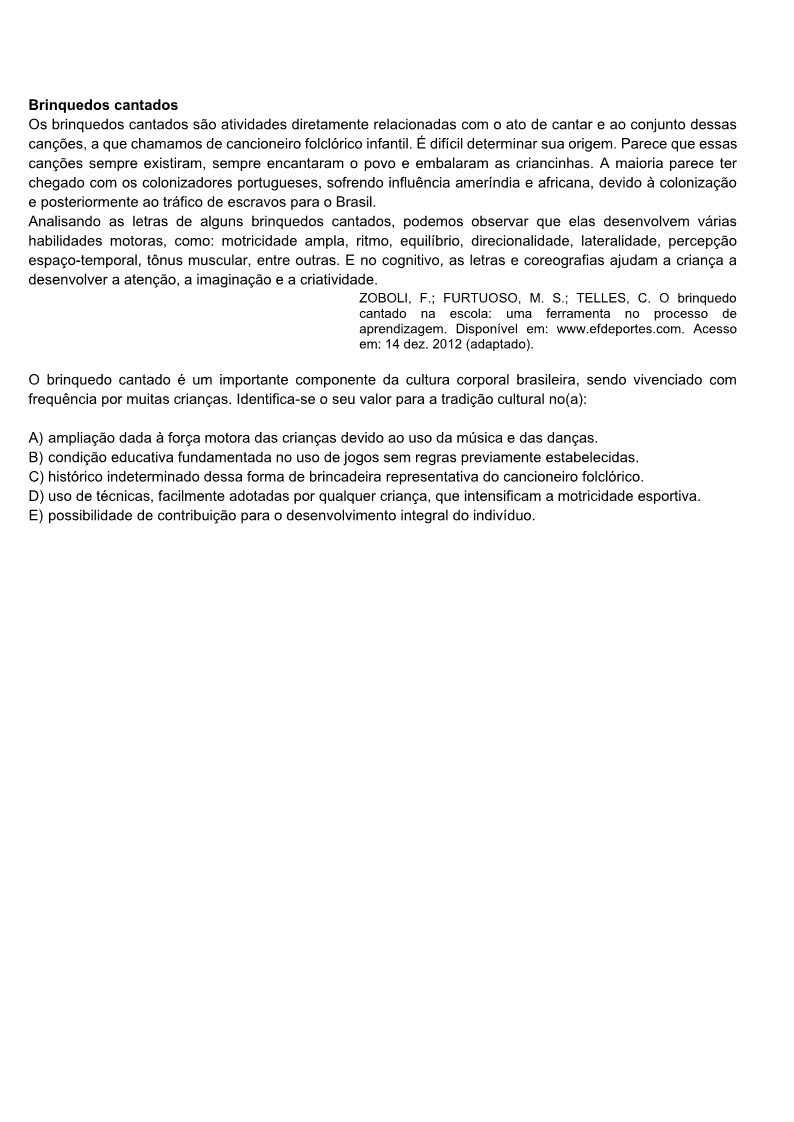 Brinquedos cantados
Os brinquedos cantados são atividades diretamente relacionadas com o ato de cantar e ao conjunto dessas
canções, a que chamamos de cancioneiro folclórico infantil. É difícil determinar sua origem. Parece que essas
canções sempre existiram, sempre encantaram o povo e embalaram as criancinhas. A maioria parece ter
chegado com os colonizadores portugueses, sofrendo influência ameríndia e africana, devido à colonização
e posteriormente ao tráfico de escravos para o Brasil.
Analisando as letras de alguns brinquedos cantados, podemos observar que elas desenvolvem várias
habilidades motoras, como: motricidade ampla, ritmo, equilíbrio, direcionalidade, lateralidade, percepção
espaço-temporal, tônus muscular, entre outras. E no cognitivo, as letras e coreografias ajudam a criança a
desenvolver a atenção, a imaginação e a criatividade.
ZOBOLI, F.; FURTUOSO, M. S.; TELLES, C. O brinquedo
cantado na escola: uma ferramenta no processo de
aprendizagem. Disponível em: www.efdeportes.com. Acesso
em: 14 dez. 2012 (adaptado).
O brinquedo cantado é um importante componente da cultura corporal brasileira, sendo vivenciado com
frequência por muitas crianças. Identifica-se o seu valor para a tradição cultural no(a):
A) ampliação dada à força motora das crianças devido ao uso da música e das danças.
B) condição educativa fundamentada no uso de jogos sem regras previamente estabelecidas.
C) histórico indeterminado dessa forma de brincadeira representativa do cancioneiro folclórico.
D) uso de técnicas, facilmente adotadas por qualquer criança, que intensificam a motricidade esportiva.
E) possibilidade de contribuição para o desenvolvimento integral do indivíduo.